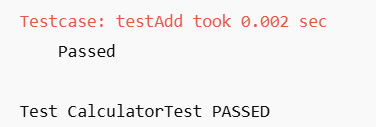 Testcase: testAdd took 0.002 sec
Passed
Test CalculatorTest PASSED